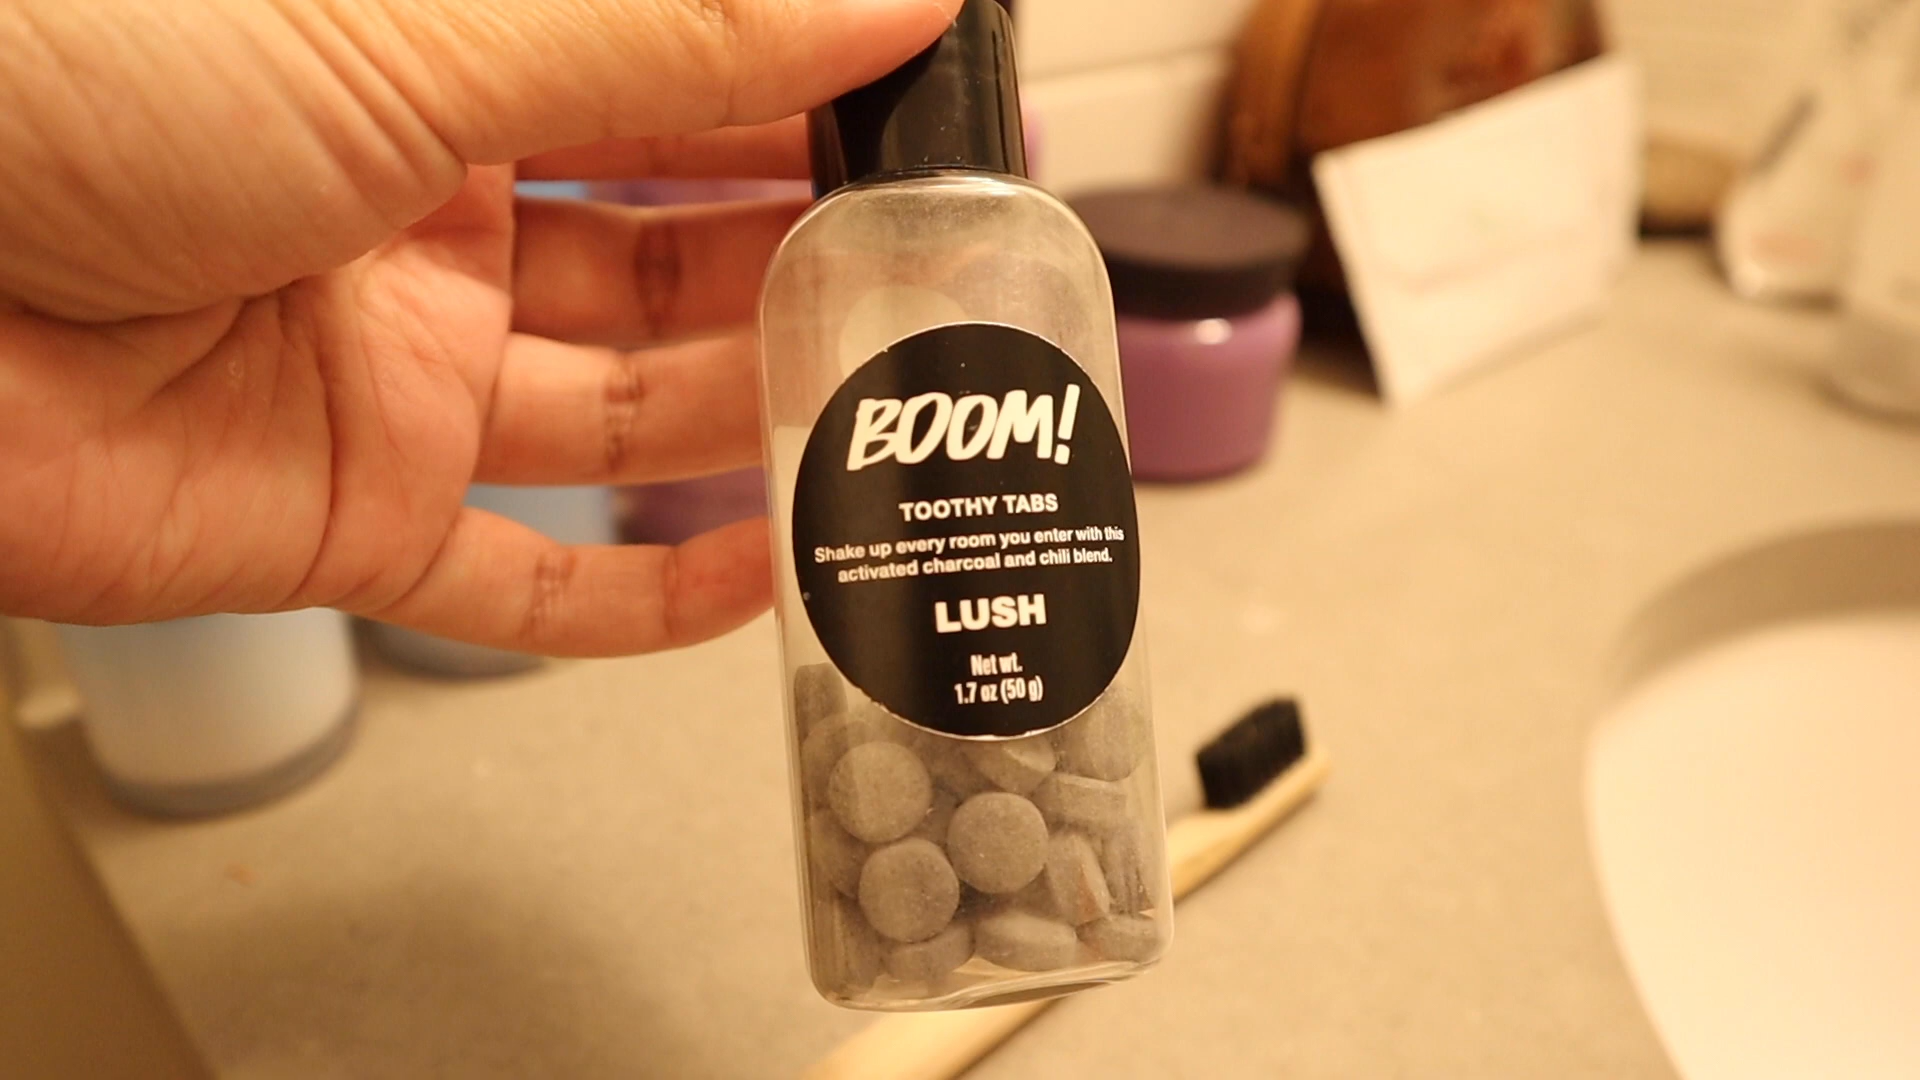 BOOM!
TOOTHY TABS
Shake up every room you enter with this
activated charcoal and chili blend.
LUSH
Net wt.
1.7 oz (50 g)